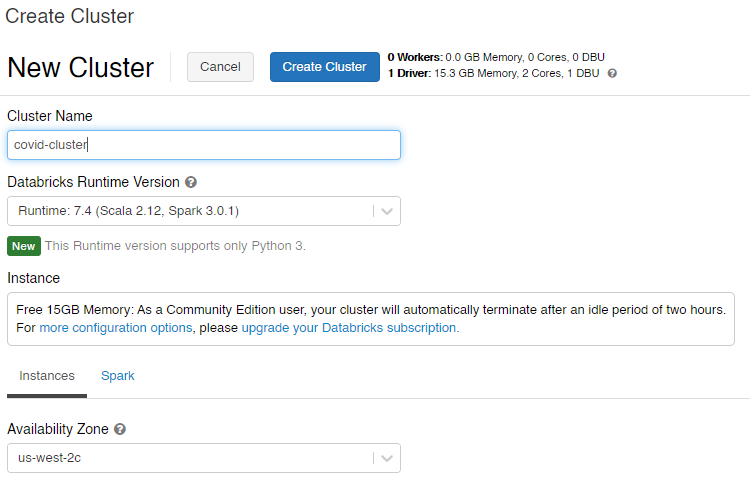 Create Cluster
New Cluster
Cancel
Create Cluster
0 Workers: 0.0 GB Memory, 0 Cores, 0 DBU
1 Driver: 15.3 GB Memory, 2 Cores, 1 DBU ?
Cluster Name
covid-cluster
Databricks Runtime Version ?
Runtime: 7.4 (Scala 2.12, Spark 3.0.1)
New This Runtime version supports only Python 3.
Instance
Free 15GB Memory: As a Community Edition user, your cluster will automatically terminate after an idle period of two hours.
For more configuration options, please upgrade your Databricks subscription.
Instances Spark
Availability Zone ?
us-west-2c